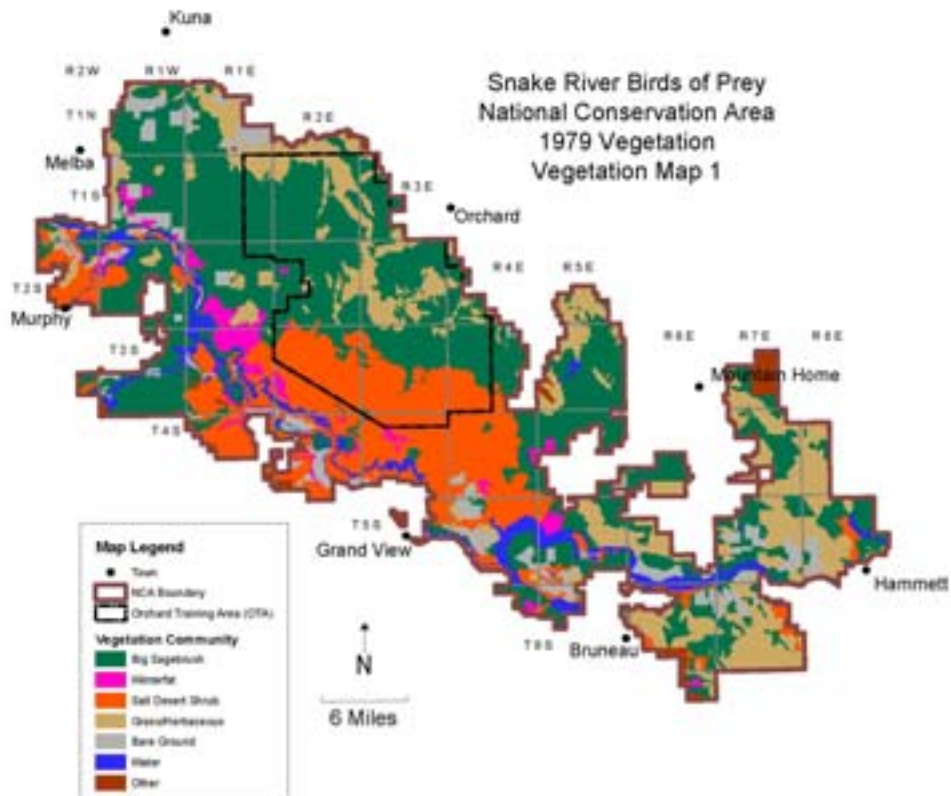 Kuna
R2W R1W R1E
Snake River Birds of Prey
National Conservation Area
1979 Vegetation
Vegetation Map 1
T1N
R2E
Melba
T1S
R3E
Orchard
R4E
R5E
T2S
Murphy
R6E R7E R8E
T3S
Mountain Home
T4S
T5S
Grand View
Hammett
T6S
Bruneau
Map Legend
Town
NCA Boundary
Orchard Training Area (OTA)
Vegetation Community
Big Sagebrush
Winterfat
Salt Desert Shrub
Grass/Herbaceous
Bare Ground
Water
Other
N
6 Miles